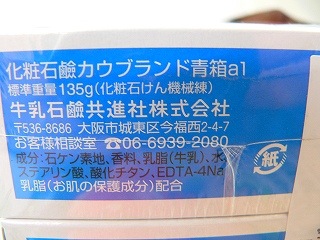 化粧石鹸カウブランド青箱a1
標準重量135g(化粧石けん機械練)
牛乳石鹸共進社株式会社
〒536-8686 大阪市城東区今福西2-4-7
お客様相談室 ☎06-6939-2080
成分:石ケン素地、香料、乳脂(牛乳)、水
ステアリン酸、酸化チタン、EDTA-4Na
乳脂(お肌の保護成分)配合
紙